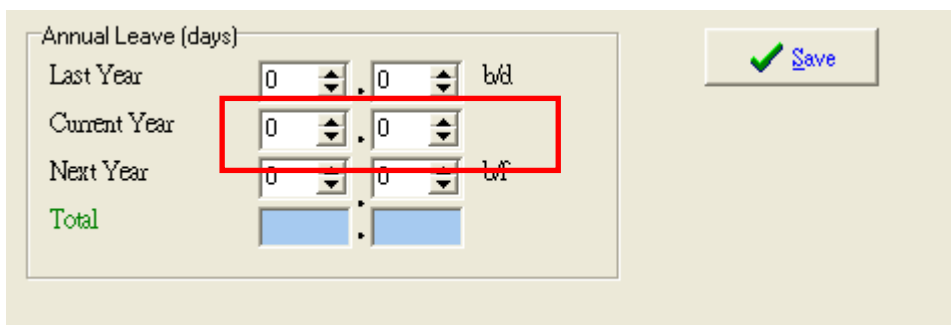 Annual Leave (days)
Save
Last Year 0 . 0 b/d
Current Year 0 . 0
Next Year 0 . 0 b/f
Total .